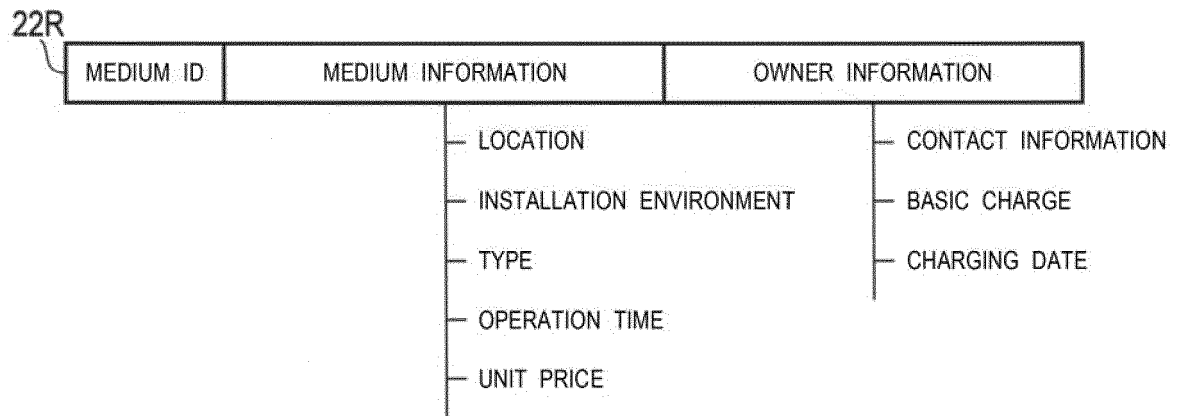 22R
MEDIUM ID MEDIUM INFORMATION OWNER INFORMATION
LOCATION CONTACT INFORMATION
INSTALLATION ENVIRONMENT BASIC CHARGE
TYPE CHARGING DATE
OPERATION TIME
UNIT PRICE